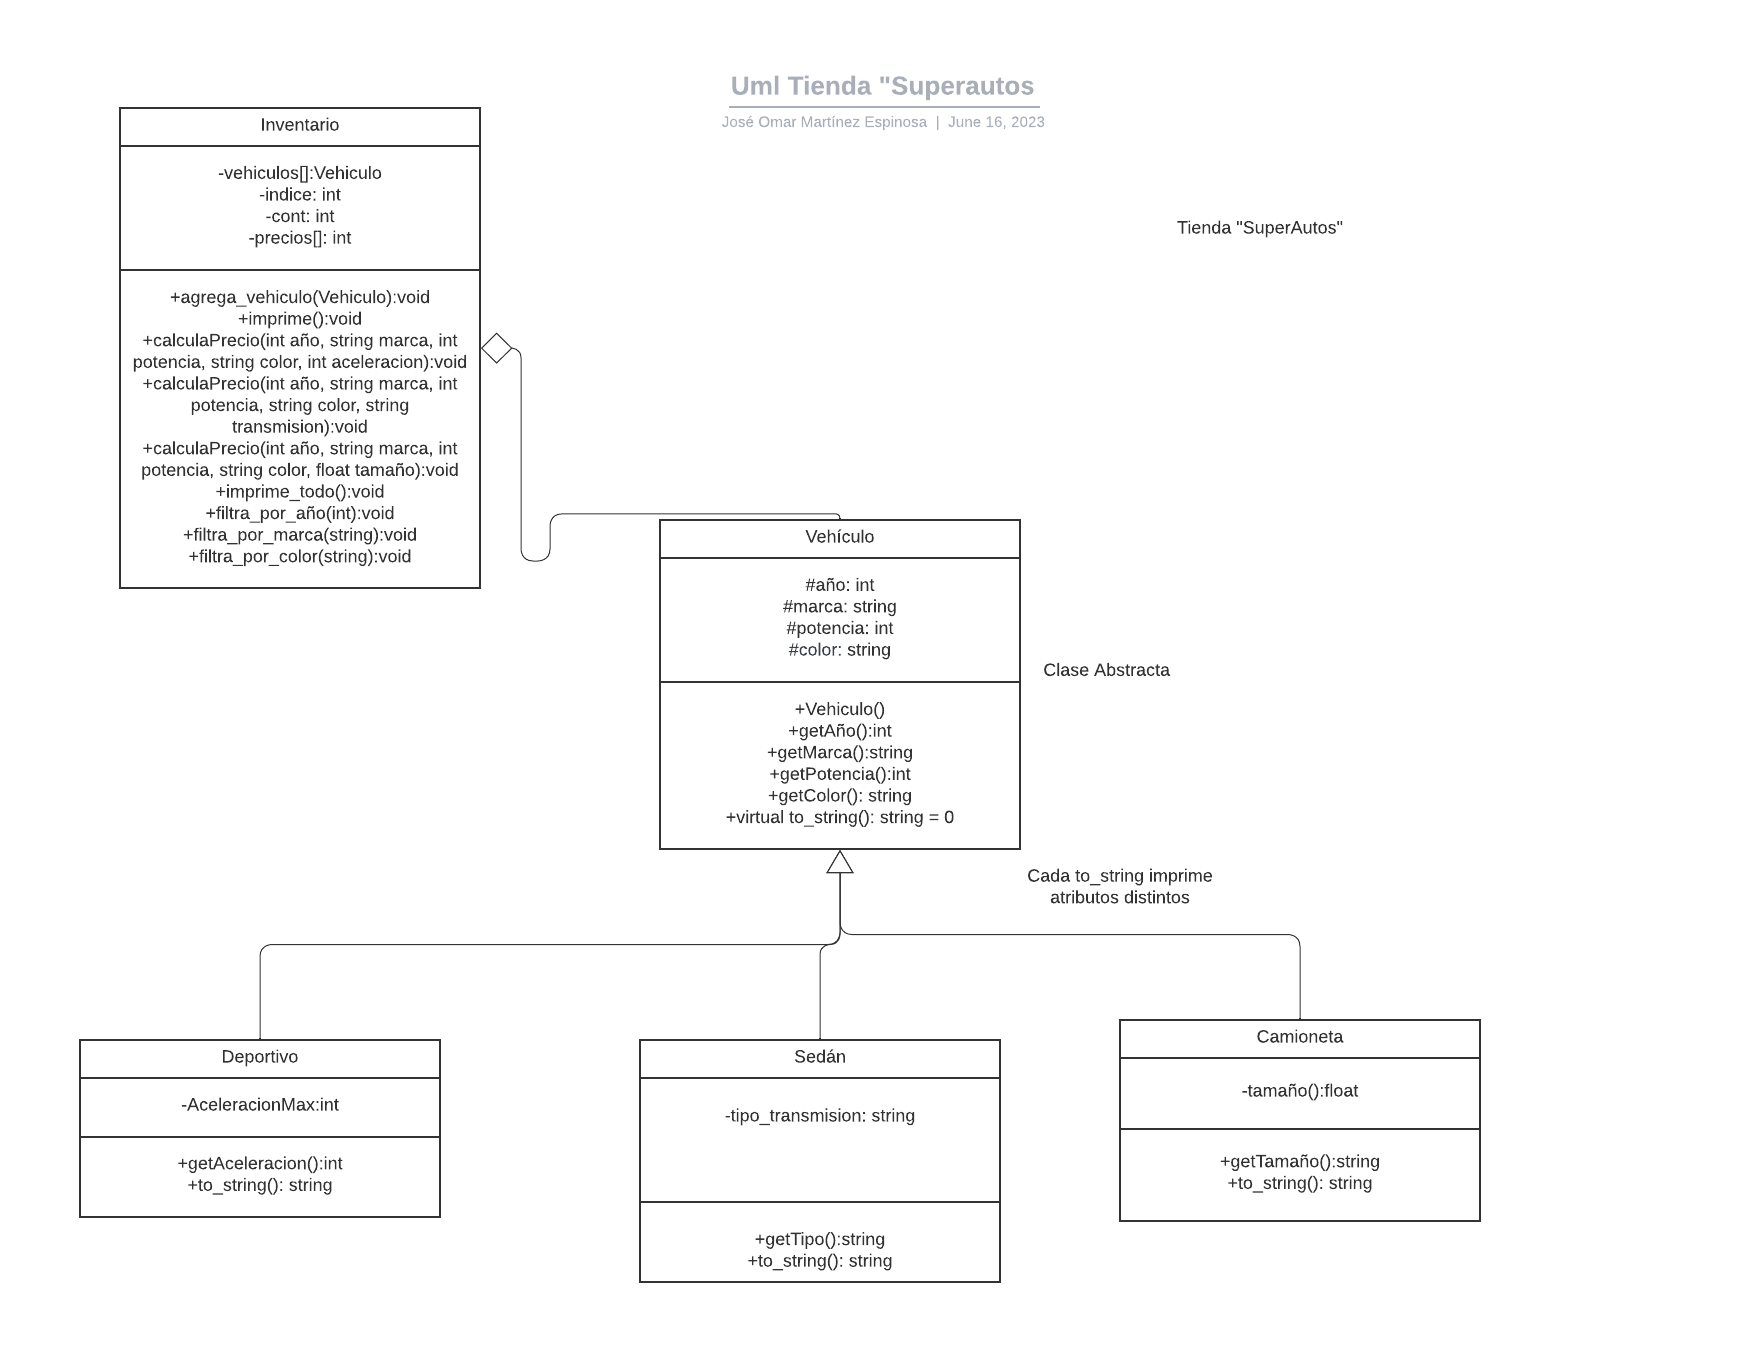 Uml Tienda "Superautos
José Omar Martínez Espinosa | June 16, 2023
Inventario
-vehiculos[]:Vehiculo
-indice: int
-cont: int
-precios[]: int
+agrega_vehiculo(Vehiculo):void
+imprime():void
+calculaPrecio(int año, string marca, int
potencia, string color, int aceleracion):void
+calculaPrecio(int año, string marca, int
potencia, string color, string
transmision):void
+calculaPrecio(int año, string marca, int
potencia, string color, float tamaño):void
+imprime_todo():void
+filtra_por_año(int):void
+filtra_por_marca(string):void
+filtra_por_color(string):void
Tienda "SuperAutos"
Vehículo
#año: int
#marca: string
#potencia: int
#color: string
+Vehiculo()
+getAño():int
+getMarca():string
+getPotencia():int
+getColor(): string
+virtual to_string(): string = 0
Clase Abstracta
Cada to_string imprime
atributos distintos
Deportivo
-AceleracionMax:int
+getAceleracion():int
+to_string(): string
Sedán
-tipo_transmision: string
+getTipo():string
+to_string(): string
Camioneta
-tamaño():float
+getTamaño():string
+to_string(): string